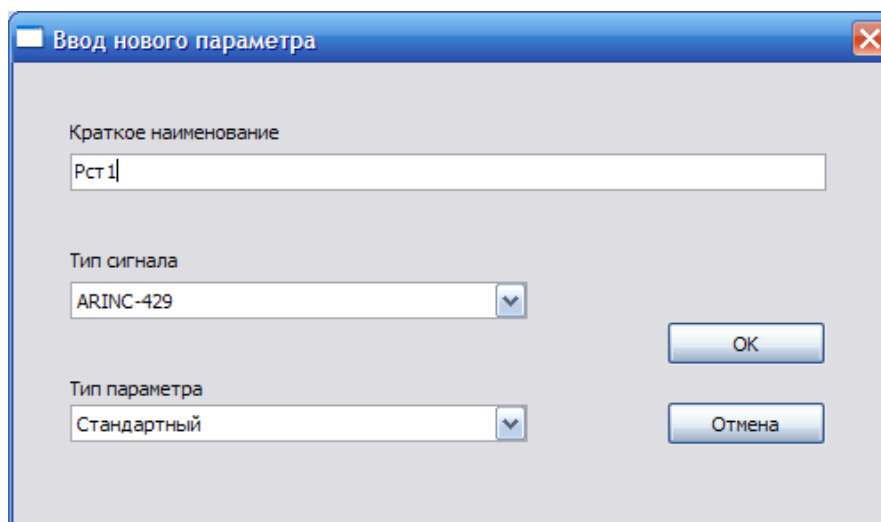 Ввод нового параметра
Краткое наименование
Рст1
Тип сигнала
ARINC-429
OK
Тип параметра
Стандартный
Отмена